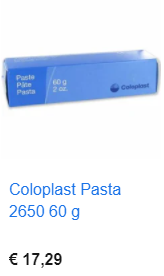 Paste
Pâte
Pasta
60 g
2 oz.
Coloplast
Coloplast Pasta
2650 60 g
€ 17,29